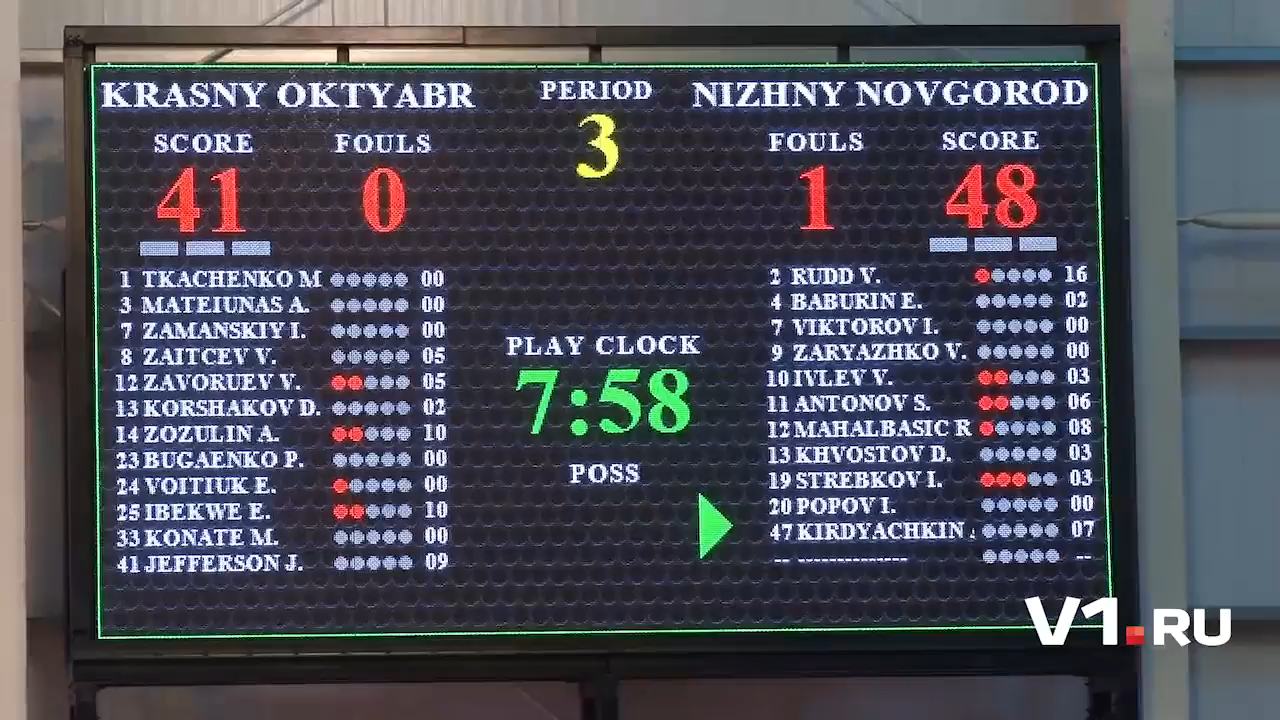 KRASNY OKTYABR PERIOD NIZHNY NOVGOROD
SCORE FOULS 3 FOULS SCORE
41 0 1 48
1 TKACHENKO M 00
3 MATEIUNAS A. 00
7 ZAMANSKIY I. 00
8 ZAITCEV V. 05
12 ZAVORUEV V. 05
13 KORSHAKOV D. 02
14 ZOZULIN A. 10
23 BUGAENKO P. 00
24 VOITIUK E. 00
25 IBEKWE E. 10
33 KONATE M. 00
41 JEFFERSON J. 09
PLAY CLOCK
7:58
POSS
2 RUDD V. 16
4 BABURIN E. 02
7 VIKTOROV I. 00
9 ZARYAZHKO V. 00
10 IVLEV V. 03
11 ANTONOV S. 06
12 MAHALBASIC R 08
13 KHVOSTOV D. 03
19 STREBKOV I. 03
20 POPOV I. 00
47 KIRDYACHKIN 07
-- -------------- --
V1.RU